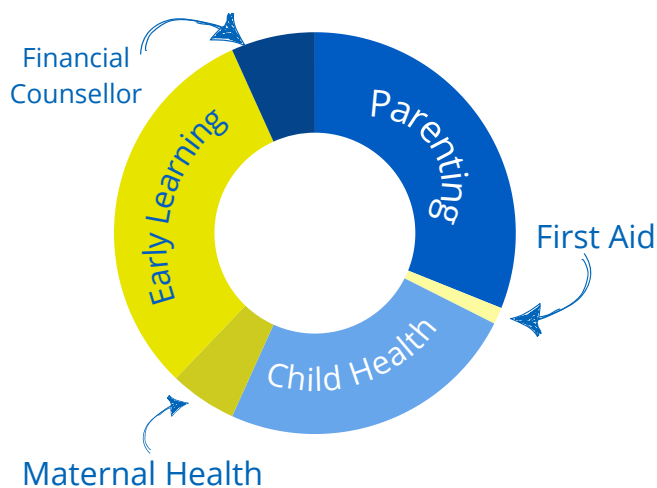 Financial
Counsellor
Parenting
Early Learning
First Aid
Child Health
Maternal Health